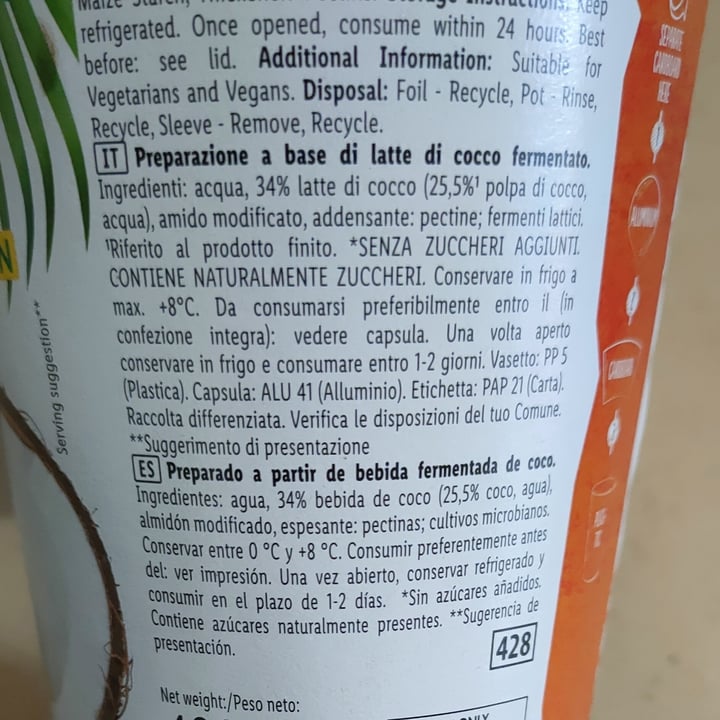 Keep
refrigerated. Once opened, consume within 24 hours. Best
before: see lid. Additional Information: Suitable for
Vegetarians and Vegans. Disposal: Foil - Recycle, Pot - Rinse,
Recycle, Sleeve - Remove, Recycle.
IT Preparazione a base di latte di cocco fermentato.
Ingredienti: acqua, 34% latte di cocco (25,5%¹ polpa di cocco,
acqua), amido modificato, addensante: pectine; fermenti lattici.
¹Riferito al prodotto finito. *SENZA ZUCCHERI AGGIUNTI.
CONTIENE NATURALMENTE ZUCCHERI. Conservare in frigo a
max. +8°C. Da consumarsi preferibilmente entro il (in
confezione integra): vedere capsula. Una volta aperto
conservare in frigo e consumare entro 1-2 giorni. Vasetto: PP 5
(Plastica). Capsula: ALU 41 (Alluminio). Etichetta: PAP 21 (Carta).
Raccolta differenziata. Verifica le disposizioni del tuo Comune.
**Suggerimento di presentazione
ES Preparado a partir de bebida fermentada de coco.
Ingredientes: agua, 34% bebida de coco (25,5% coco, agua),
almidón modificado, espesante: pectinas; cultivos microbianos.
Conservar entre 0 °C y +8 °C. Consumir preferentemente antes
del: ver impresión. Una vez abierto, conservar refrigerado y
consumir en el plazo de 1-2 días. *Sin azúcares añadidos.
Contiene azúcares naturalmente presentes. **Sugerencia de
presentación.
428
Net weight:/Peso neto:
Serving suggestion**
N
SEPARATE
CARDBOARD
HERE
ALUMINIUM
CARDBOARD